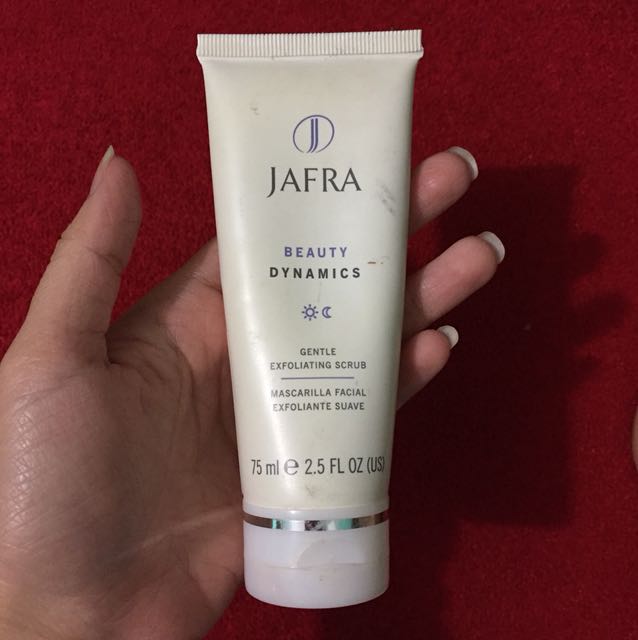 JAFRA
BEAUTY
DYNAMICS
GENTLE
EXFOLIATING SCRUB
MASCARILLA FACIAL
EXFOLIANTE SUAVE
75 ml e 2.5 FL OZ (US)